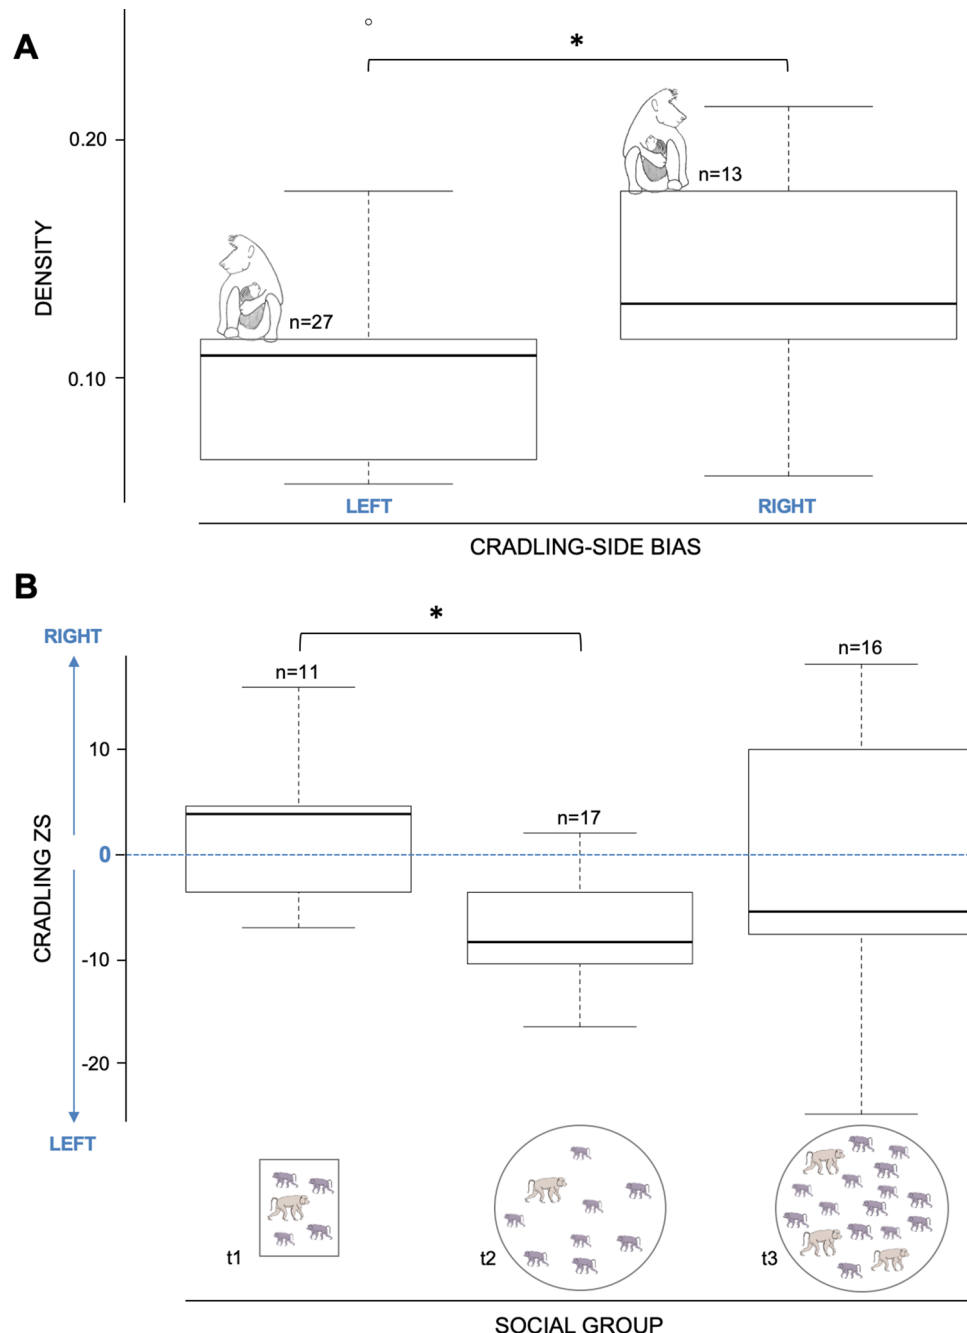 A
*
0.20
n=13
DENSITY
n=27
0.10
LEFT
RIGHT
CRADLING-SIDE BIAS
B
*
RIGHT
n=16
n=11
10
n=17
0
CRADLING ZS
-10
-20
LEFT
t1
t2
t3
SOCIAL GROUP